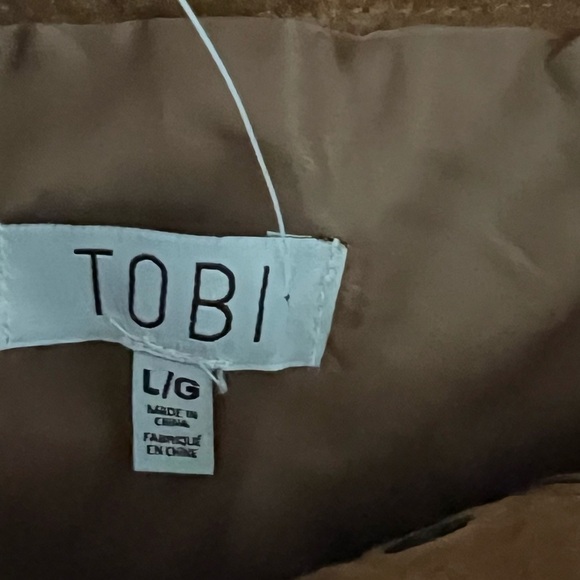 TOBI
L/G
MADE IN
CHINA
FABRIQUÉ
EN CHINE